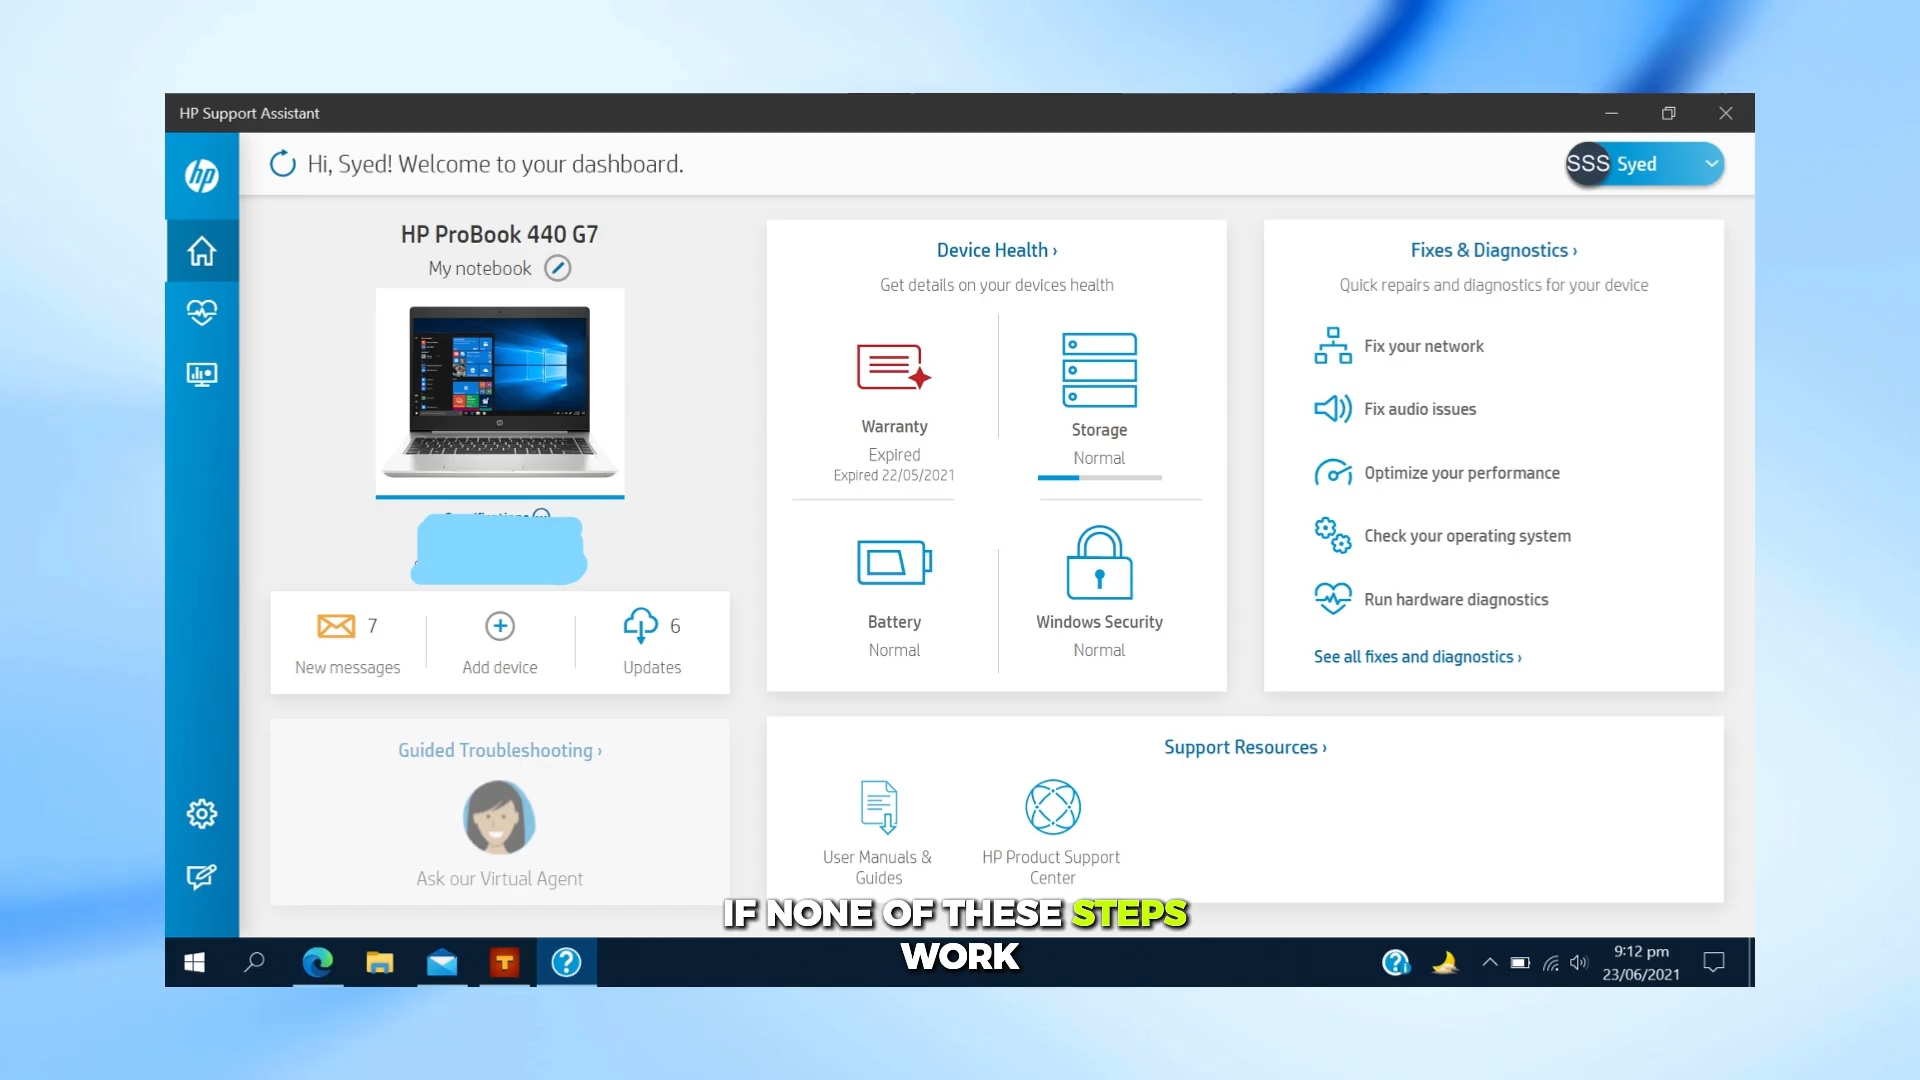 HP Support Assistant
hp
Hi, Syed! Welcome to your dashboard.
SSS Syed
HP ProBook 440 G7
My notebook
7
New messages
Add device
6
Updates
Guided Troubleshooting ›
Ask our Virtual Agent
Device Health ›
Get details on your devices health
Warranty
Expired
Expired 22/05/2021
Storage
Normal
Battery
Normal
Windows Security
Normal
Fixes & Diagnostics ›
Quick repairs and diagnostics for your device
Fix your network
Fix audio issues
Optimize your performance
Check your operating system
Run hardware diagnostics
See all fixes and diagnostics ›
Support Resources ›
User Manuals &
Guides
HP Product Support
Center
IF NONE OF THESE STEPS
WORK
T
9:12 pm
23/06/2021